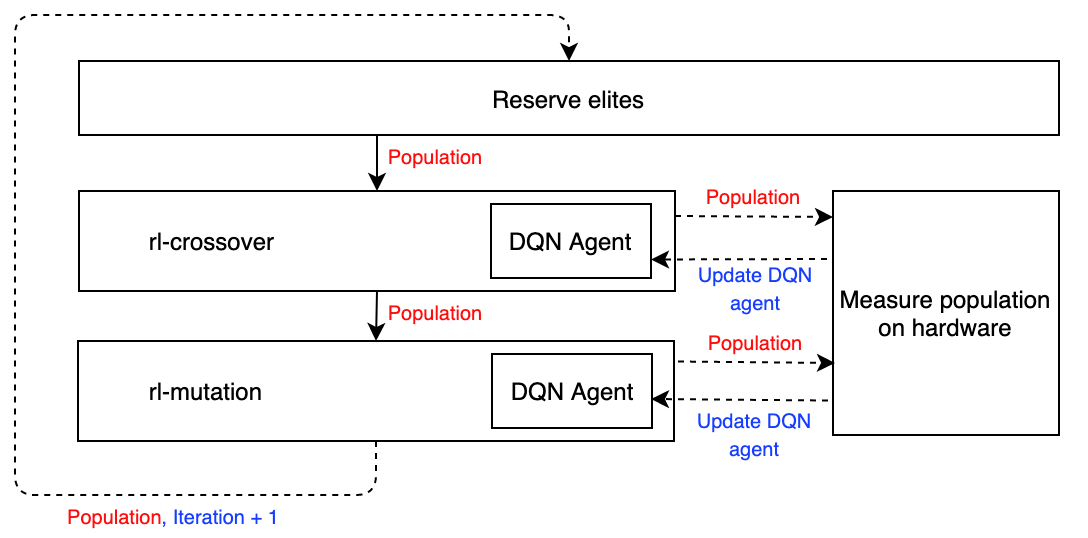 Reserve elites
Population
rl-crossover
DQN Agent
Population
Update DQN
agent
Measure population
on hardware
Population
rl-mutation
DQN Agent
Population
Update DQN
agent
Population, Iteration + 1